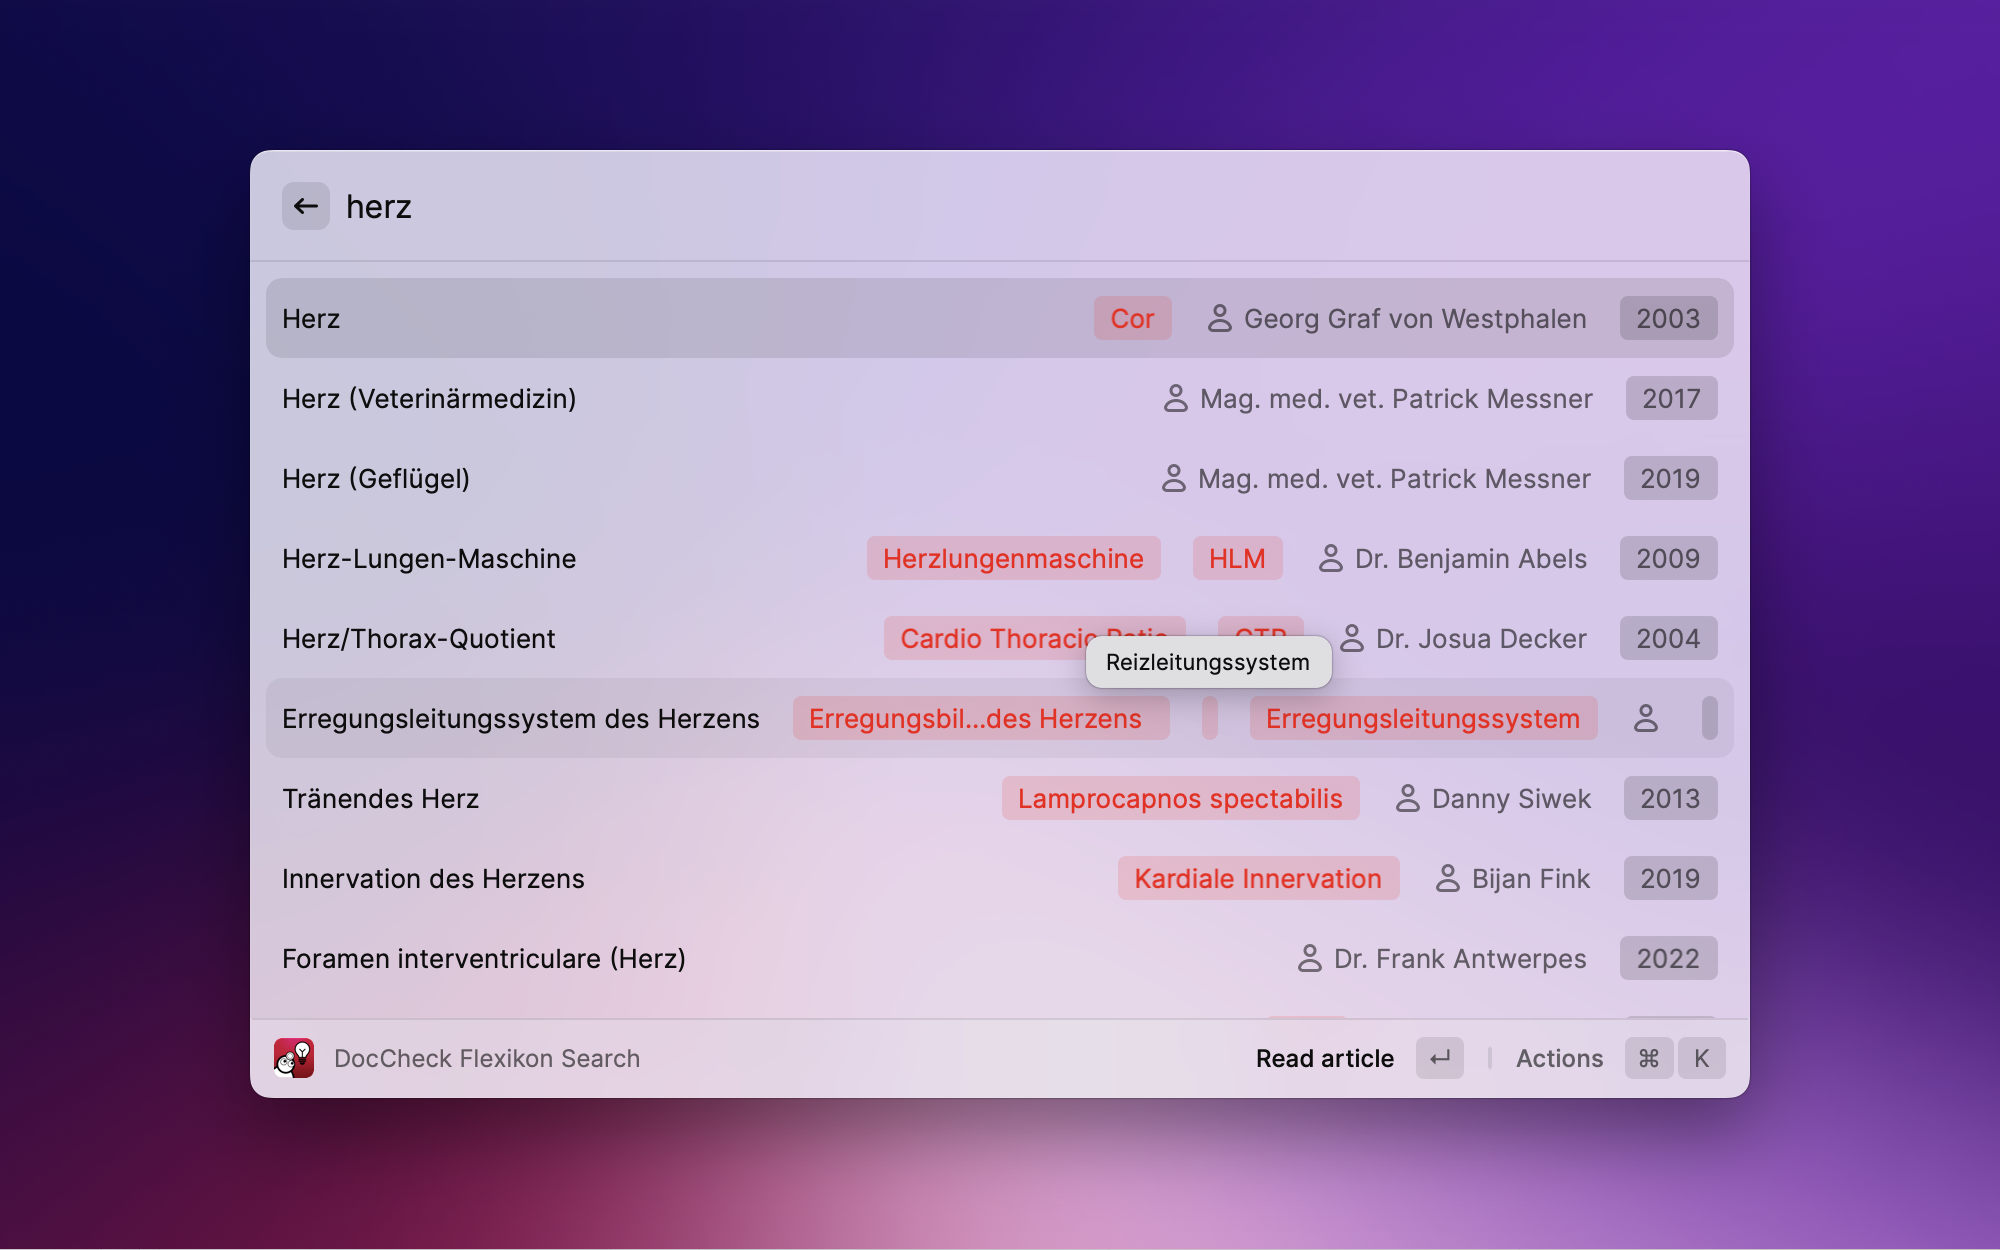 herz
Herz Cor Georg Graf von Westphalen 2003
Herz (Veterinärmedizin) Mag. med. vet. Patrick Messner 2017
Herz (Geflügel) Mag. med. vet. Patrick Messner 2019
Herz-Lungen-Maschine Herzlungenmaschine HLM Dr. Benjamin Abels 2009
Herz/Thorax-Quotient Cardio Thoracic Ratio CTR Dr. Josua Decker 2004
Reizleitungssystem
Erregungsleitungssystem des Herzens Erregungsbil...des Herzens Erregungsleitungssystem
Tränendes Herz Lamprocapnos spectabilis Danny Siwek 2013
Innervation des Herzens Kardiale Innervation Bijan Fink 2019
Foramen interventriculare (Herz) Dr. Frank Antwerpes 2022
DocCheck Flexikon Search Read article ↵ Actions ⌘ K